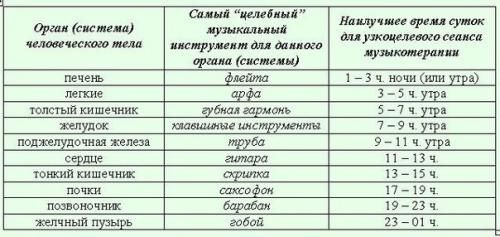 Орган (система) человеческого тела | Самый “целебный” музыкальный инструмент для данного органа (системы) | Наилучшее время суток для узкоцелевого сеанса музыкотерапии
печень | флейта | 1 – 3 ч. ночи (или утра)
легкие | арфа | 3 – 5 ч. утра
толстый кишечник | губная гармонь | 5 – 7 ч. утра
желудок | клавишные инструменты | 7 – 9 ч. утра
поджелудочная железа | труба | 9 – 11 ч. утра
сердце | гитара | 11 – 13 ч.
тонкий кишечник | скрипка | 13 – 15 ч.
почки | саксофон | 17 – 19 ч.
позвоночник | барабан | 19 – 23 ч.
желчный пузырь | гобой | 23 – 01 ч.